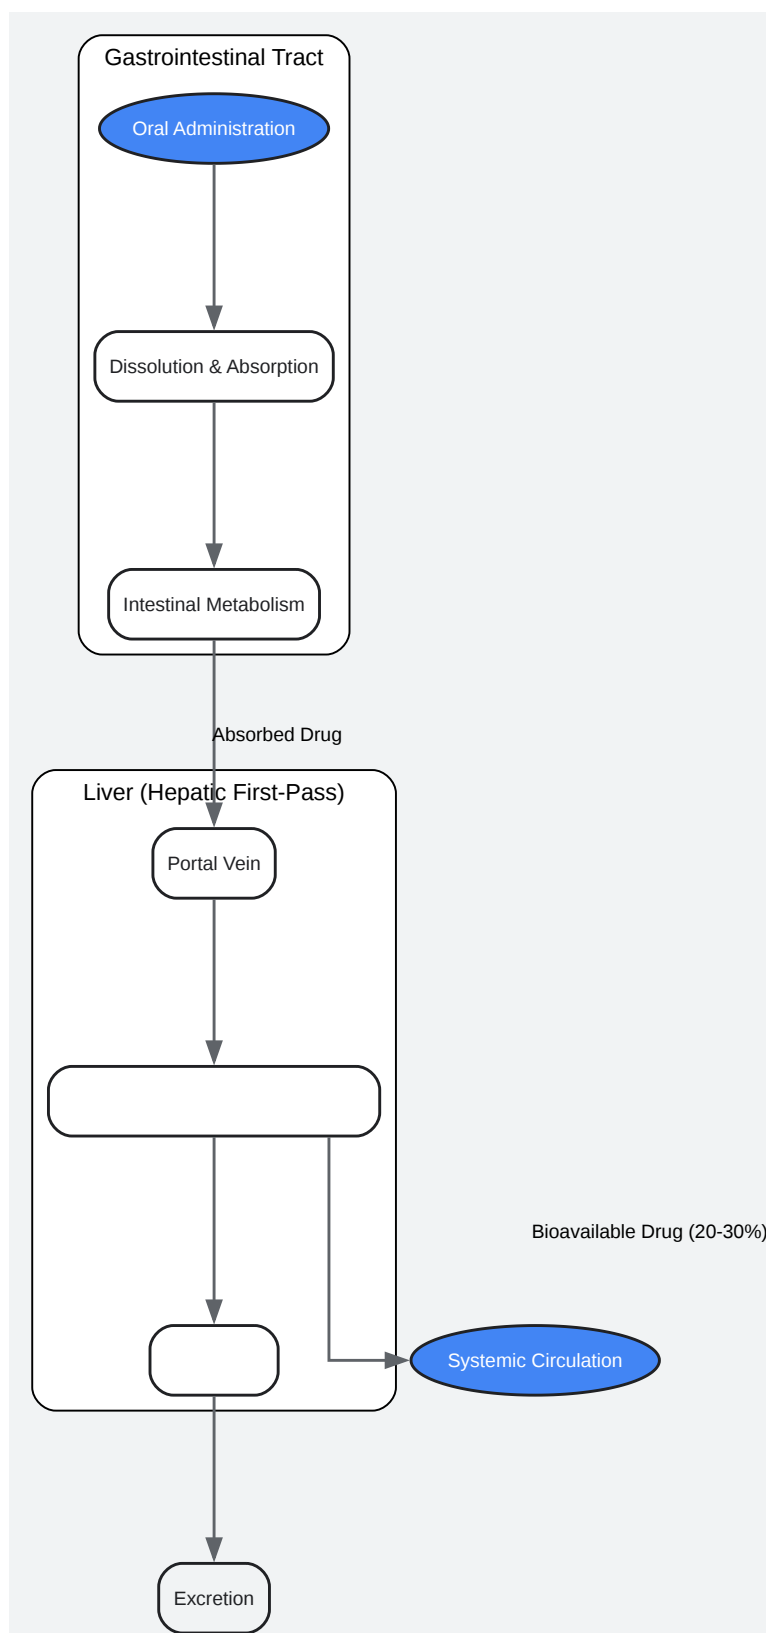 Gastrointestinal Tract
Oral Administration
Dissolution & Absorption
Intestinal Metabolism
Absorbed Drug
Liver (Hepatic First-Pass)
Portal Vein
Bioavailable Drug (20-30%)
Systemic Circulation
Excretion